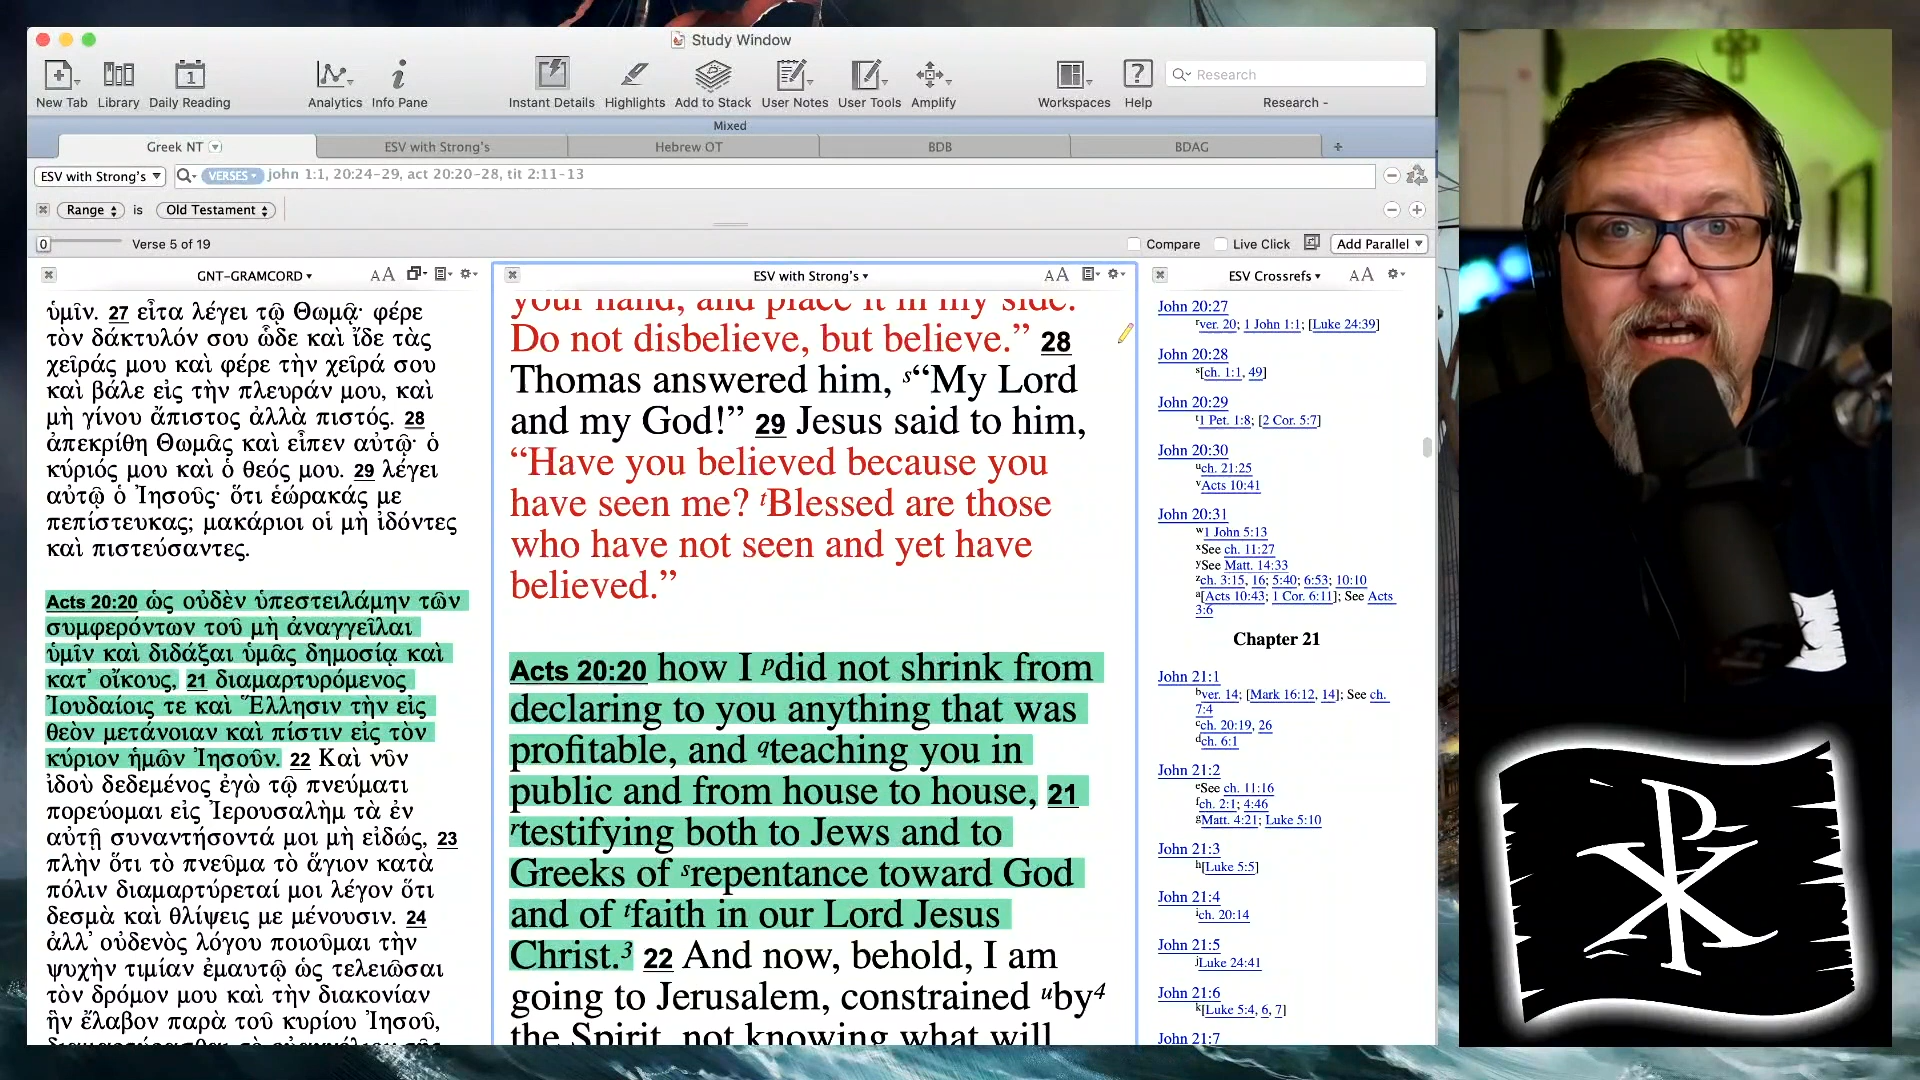 Study Window
New Tab
Library
Daily Reading
Analytics
Info Pane
Instant Details
Highlights
Add to Stack
User Notes
User Tools
Amplify
Workspaces
Help
Research
Research
Mixed
Greek NT
ESV with Strong's
Hebrew OT
BDB
BDAG
ESV with Strong's
VERSES
john 1:1, 20:24-29, act 20:20-28, tit 2:11-13
Range
is
Old Testament
0
Verse 5 of 19
Compare
Live Click
Add Parallel
GNT-GRAMCORD
ὑμῖν. 27 εἶτα λέγει τῷ Θωμᾷ· φέρε
τὸν δάκτυλόν σου ὧδε καὶ ἴδε τὰς
χεῖράς μου καὶ φέρε τὴν χεῖρά σου
καὶ βάλε εἰς τὴν πλευράν μου, καὶ
μὴ γίνου ἄπιστος ἀλλὰ πιστός. 28
ἀπεκρίθη Θωμᾶς καὶ εἶπεν αὐτῷ· ὁ
κύριός μου καὶ ὁ θεός μου. 29 λέγει
αὐτῷ ὁ Ἰησοῦς· ὅτι ἑώρακάς με
πεπίστευκας; μακάριοι οἱ μὴ ἰδόντες
καὶ πιστεύσαντες.
Acts 20:20 ὡς οὐδὲν ὑπεστειλάμην τῶν
συμφερόντων τοῦ μὴ ἀναγγεῖλαι
ὑμῖν καὶ διδάξαι ὑμᾶς δημοσίᾳ καὶ
κατ᾽ οἴκους, 21 διαμαρτυρόμενος
Ἰουδαίοις τε καὶ Ἕλλησιν τὴν εἰς
θεὸν μετάνοιαν καὶ πίστιν εἰς τὸν
κύριον ἡμῶν Ἰησοῦν. 22 Καὶ νῦν
ἰδοὺ δεδεμένος ἐγὼ τῷ πνεύματι
πορεύομαι εἰς Ἰερουσαλὴμ τὰ ἐν
αὐτῇ συναντήσοντά μοι μὴ εἰδώς, 23
πλὴν ὅτι τὸ πνεῦμα τὸ ἅγιον κατὰ
πόλιν διαμαρτύρεταί μοι λέγον ὅτι
δεσμὰ καὶ θλίψεις με μένουσιν. 24
ἀλλ᾽ οὐδενὸς λόγου ποιοῦμαι τὴν
ψυχὴν τιμίαν ἐμαυτῷ ὡς τελειῶσαι
τὸν δρόμον μου καὶ τὴν διακονίαν
ἣν ἔλαβον παρὰ τοῦ κυρίου Ἰησοῦ,
ESV with Strong's
your hand, and place it in my side.
Do not disbelieve, but believe.” 28
Thomas answered him, s“My Lord
and my God!” 29 Jesus said to him,
“Have you believed because you
have seen me? tBlessed are those
who have not seen and yet have
believed.”
Acts 20:20 how I pdid not shrink from
declaring to you anything that was
profitable, and qteaching you in
public and from house to house, 21
rtestifying both to Jews and to
Greeks of srepentance toward God
and of tfaith in our Lord Jesus
Christ.3 22 And now, behold, I am
going to Jerusalem, constrained uby4
the Spirit, not knowing what will
ESV Crossrefs
John 20:27
rver. 20; 1 John 1:1; [Luke 24:39]
John 20:28
s[ch. 1:1, 49]
John 20:29
t1 Pet. 1:8; [2 Cor. 5:7]
John 20:30
uch. 21:25
vActs 10:41
John 20:31
w1 John 5:13
xSee ch. 11:27
ySee Matt. 14:33
zch. 3:15, 16; 5:40; 6:53; 10:10
a[Acts 10:43; 1 Cor. 6:11]; See Acts
3:6
Chapter 21
John 21:1
bver. 14; [Mark 16:12, 14]; See ch.
7:4
cch. 20:19, 26
dch. 6:1
John 21:2
eSee ch. 11:16
fch. 2:1; 4:46
gMatt. 4:21; Luke 5:10
John 21:3
h[Luke 5:5]
John 21:4
ich. 20:14
John 21:5
jLuke 24:41
John 21:6
k[Luke 5:4, 6, 7]
John 21:7